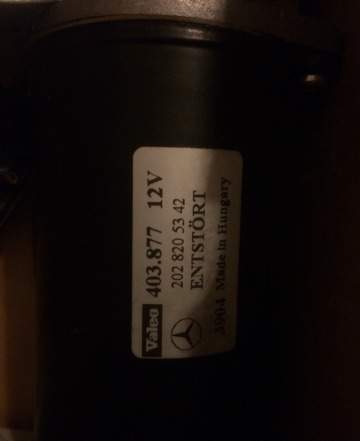 Valeo 403.877 12V
202 820 53 42
ENTSTÖRT
3904 Made in Hungary